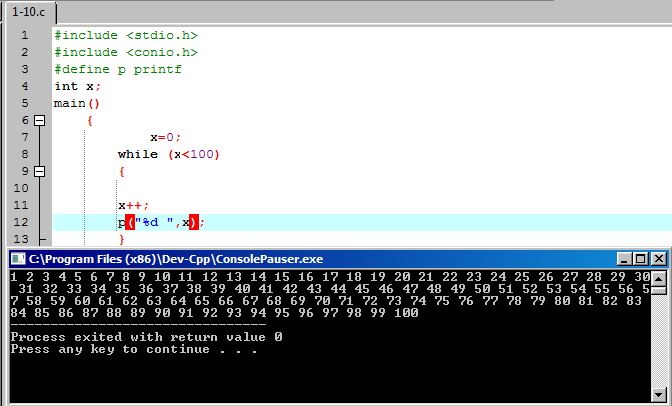 1-10.c
1 #include <stdio.h>
2 #include <conio.h>
3 #define p printf
4 int x;
5 main()
6 {
7 x=0;
8 while (x<100)
9 {
10
11 x++;
12 p("%d ",x);
13 }
C:\Program Files (x86)\Dev-Cpp\ConsolePauser.exe
1 2 3 4 5 6 7 8 9 10 11 12 13 14 15 16 17 18 19 20 21 22 23 24 25 26 27 28 29 30
31 32 33 34 35 36 37 38 39 40 41 42 43 44 45 46 47 48 49 50 51 52 53 54 55 56 5
7 58 59 60 61 62 63 64 65 66 67 68 69 70 71 72 73 74 75 76 77 78 79 80 81 82 83
84 85 86 87 88 89 90 91 92 93 94 95 96 97 98 99 100
--------------------------------
Process exited with return value 0
Press any key to continue . . .